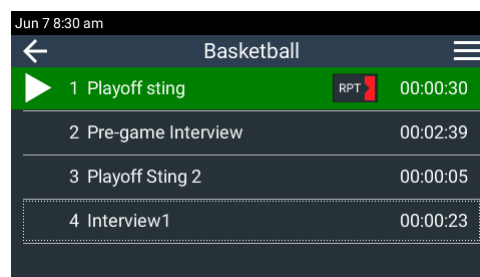 Jun 7 8:30 am
Basketball
1 Playoff sting RPT 00:00:30
2 Pre-game Interview 00:02:39
3 Playoff Sting 2 00:00:05
4 Interview1 00:00:23